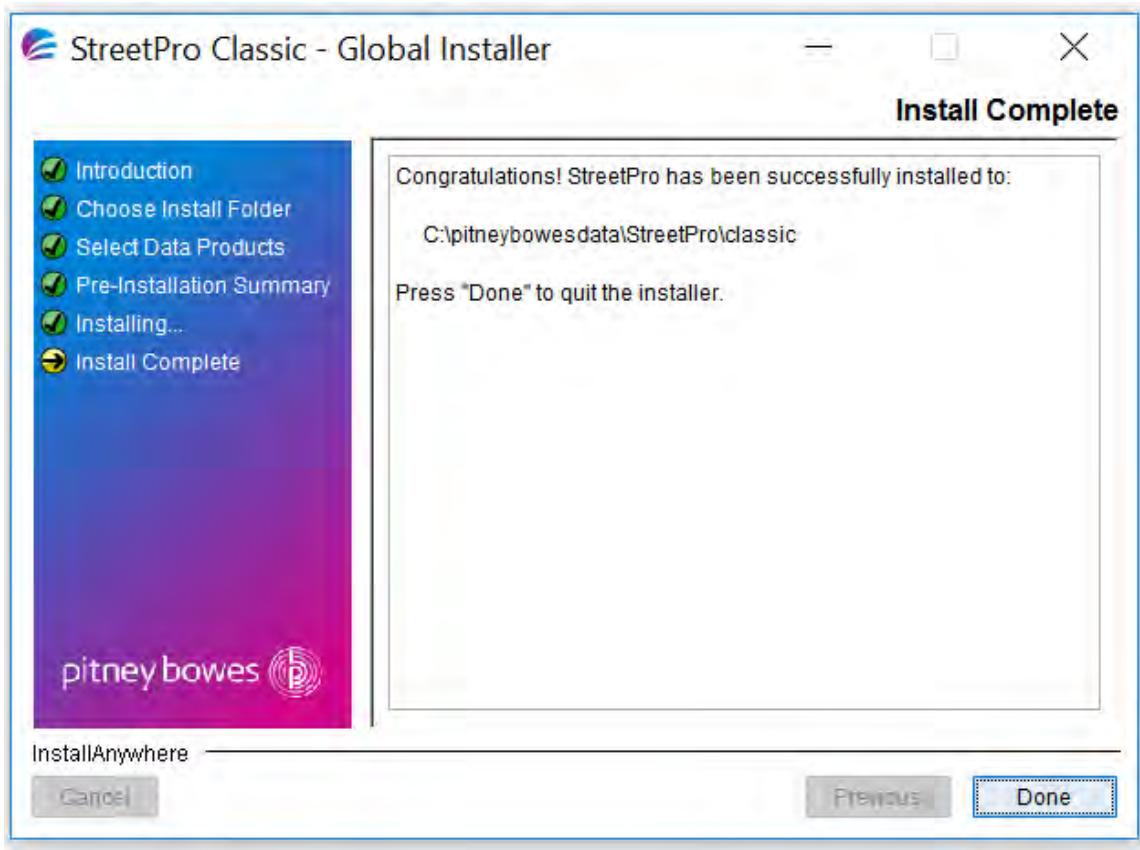 StreetPro Classic - Global Installer
Install Complete
Introduction
Choose Install Folder
Select Data Products
Pre-Installation Summary
Installing...
Install Complete
Congratulations! StreetPro has been successfully installed to:
C:\pitneybowesdata\StreetPro\classic
Press "Done" to quit the installer.
pitney bowes
InstallAnywhere
Cancel
Previous
Done